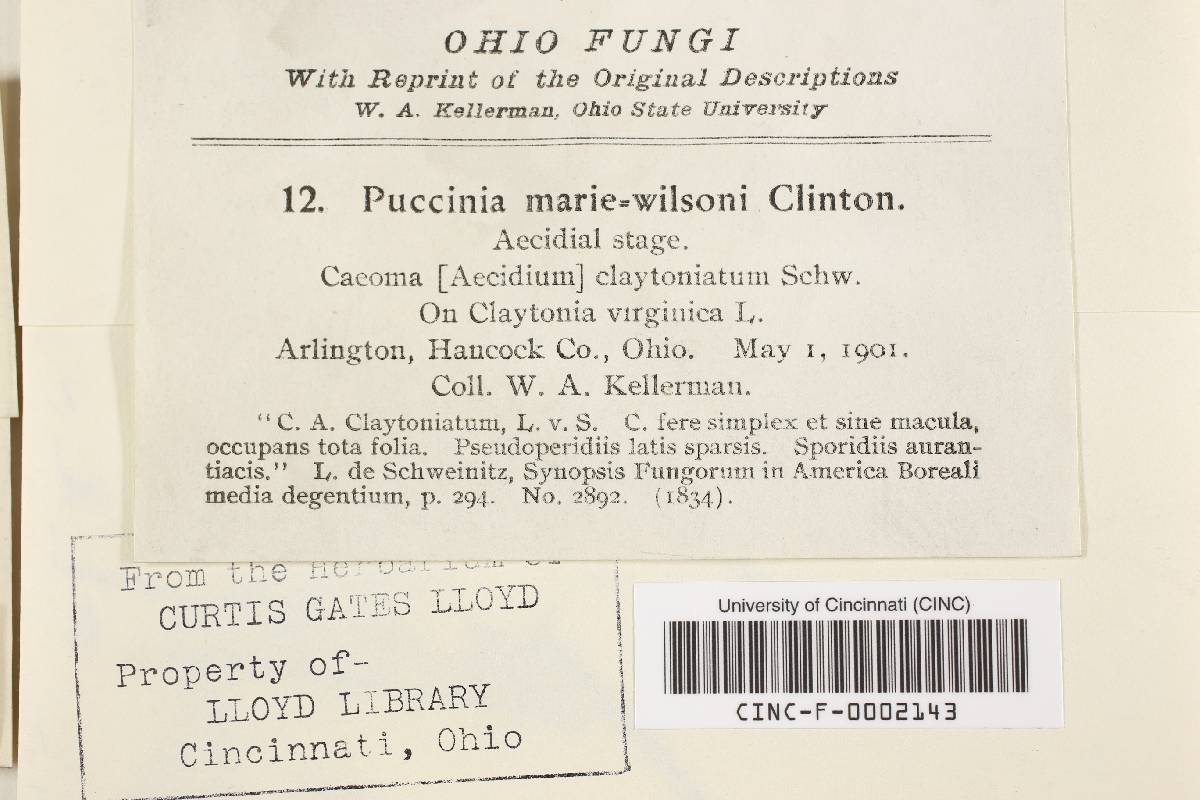 OHIO FUNGI
With Reprint of the Original Descriptions
W. A. Kellerman, Ohio State University
12. Puccinia marie=wilsoni Clinton.
Aecidial stage.
Caeoma [Aecidium] claytoniatum Schw.
On Claytonia virginica L.
Arlington, Hancock Co., Ohio. May 1, 1901.
Coll. W. A. Kellerman.
"C. A. Claytoniatum, L. v. S. C. fere simplex et sine macula,
occupans tota folia. Pseudoperidiis latis sparsis. Sporidiis auran-
tiacis." L. de Schweinitz, Synopsis Fungorum in America Boreali
media degentium, p. 294. No. 2892. (1834).
From the Herbarium of
CURTIS GATES LLOYD
Property of-
LLOYD LIBRARY
Cincinnati, Ohio
University of Cincinnati (CINC)
CINC-F-0002143